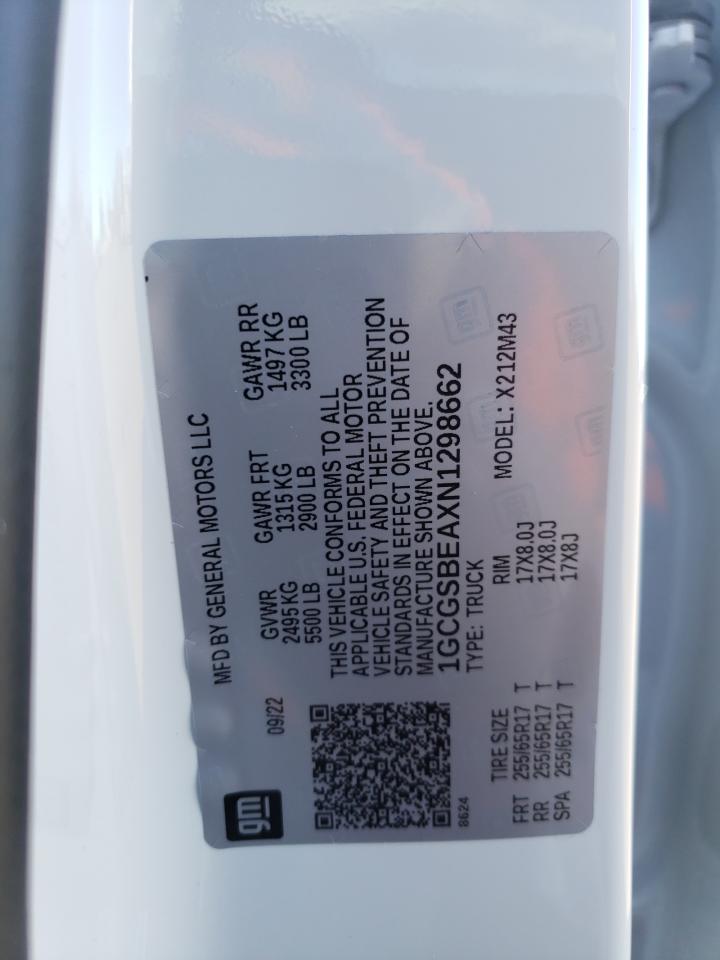 gm
MFD BY GENERAL MOTORS LLC
09/22
GVWR GAWR FRT GAWR RR
2495 KG 1315 KG 1497 KG
5500 LB 2900 LB 3300 LB
THIS VEHICLE CONFORMS TO ALL
APPLICABLE U.S. FEDERAL MOTOR
VEHICLE SAFETY AND THEFT PREVENTION
STANDARDS IN EFFECT ON THE DATE OF
MANUFACTURE SHOWN ABOVE.
1GCGSBEAXN1298662
8624
TYPE: TRUCK MODEL: X212M43
TIRE SIZE RIM
FRT 255/65R17 T 17X8.0J
RR 255/65R17 T 17X8.0J
SPA 255/65R17 T 17X8J
gm
gm
gm